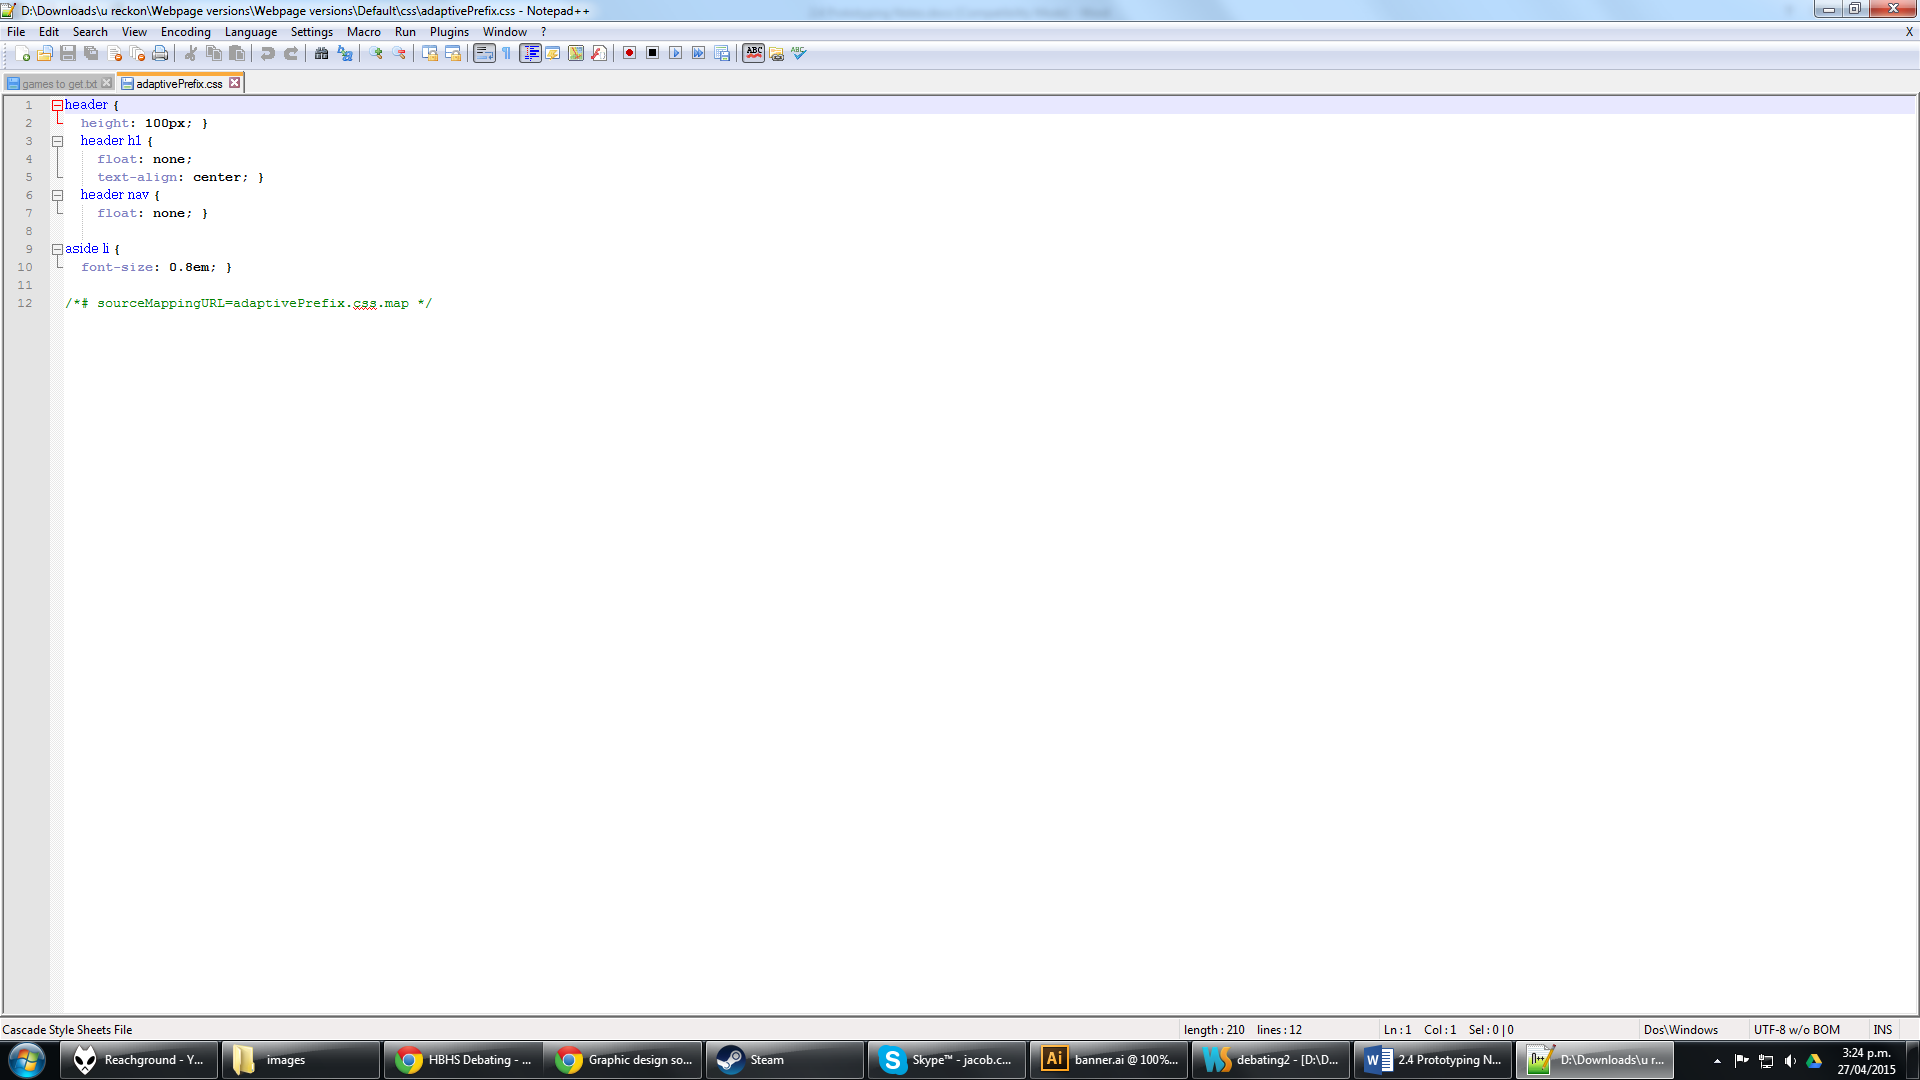 D:\Downloads\u reckon\Webpage versions\Webpage versions\Default\css\adaptivePrefix.css - Notepad++
File Edit Search View Encoding Language Settings Macro Run Plugins Window ? X
games to get.txt adaptivePrefix.css
1 header {
2 height: 100px; }
3 header h1 {
4 float: none;
5 text-align: center; }
6 header nav {
7 float: none; }
8
9 aside li {
10 font-size: 0.8em; }
11
12 /*# sourceMappingURL=adaptivePrefix.css.map */
Cascade Style Sheets File length : 210 lines : 12 Ln : 1 Col : 1 Sel : 0 | 0 Dos\Windows UTF-8 w/o BOM INS
Reachground - Y... images HBHS Debating - ... Graphic design so... Steam Skype™ - jacob.c... banner.ai @ 100%... debating2 - [D:\D... 2.4 Prototyping N... D:\Downloads\u r... 3:24 p.m.
27/04/2015